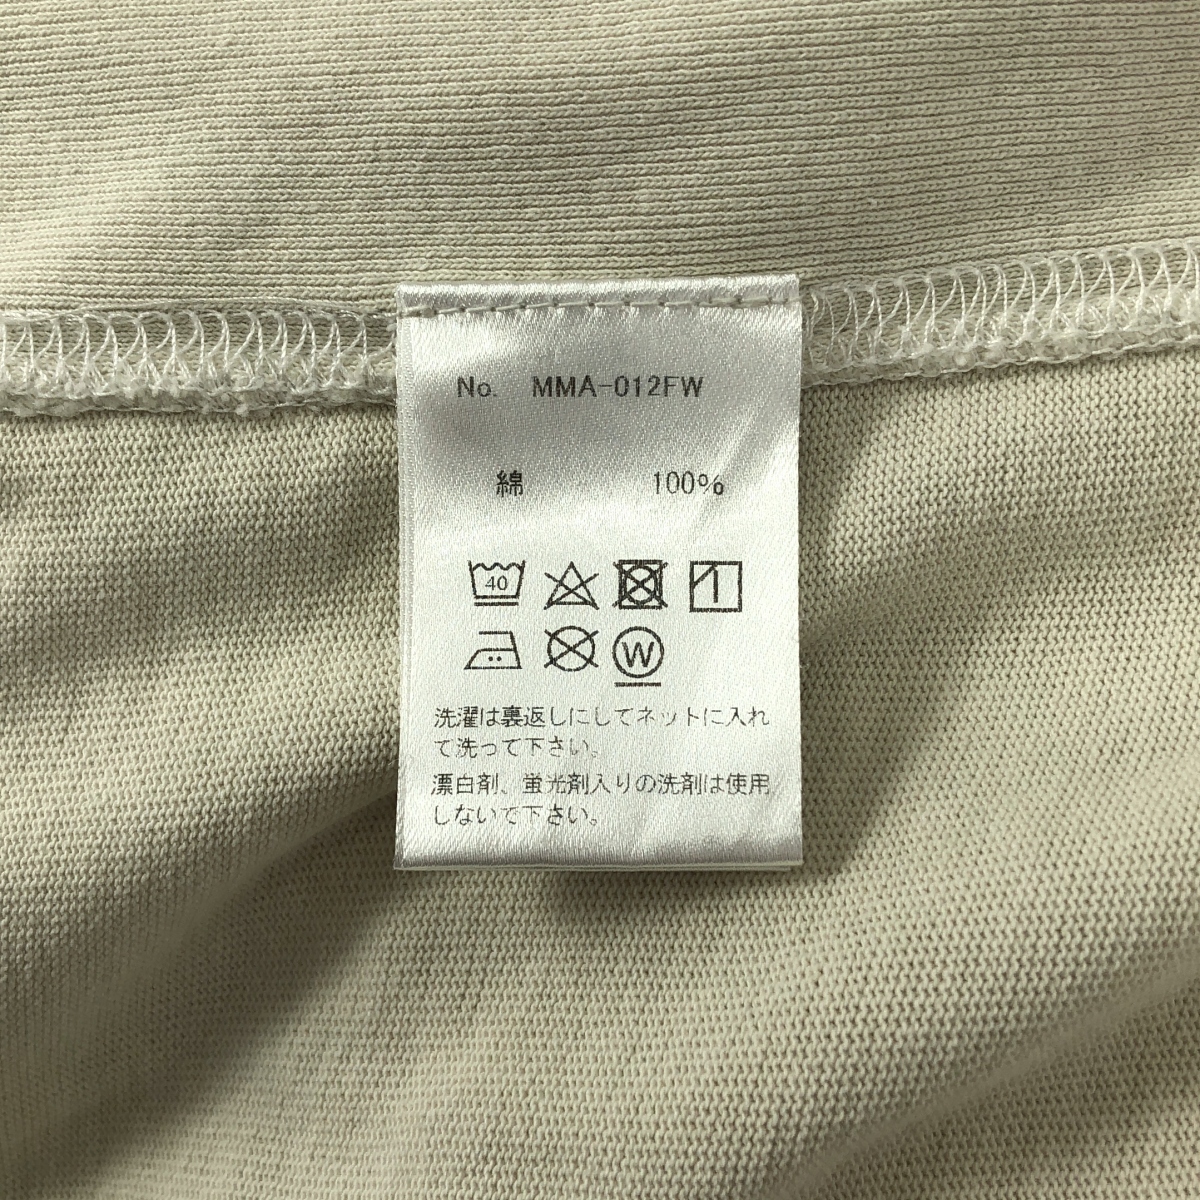 No. MMA-012FW
綿 100%
40
W
洗濯は裏返しにしてネットに入れ
て洗って下さい。
漂白剤、蛍光剤入りの洗剤は使用
しないで下さい。